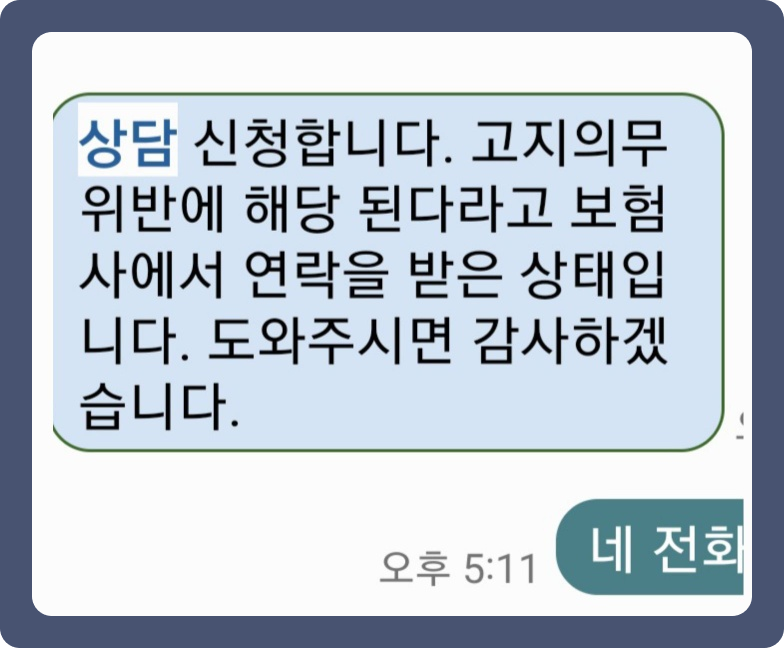 상담 신청합니다. 고지의무
위반에 해당 된다라고 보험
사에서 연락을 받은 상태입
니다. 도와주시면 감사하겠
습니다.
오후 5:11
네 전화